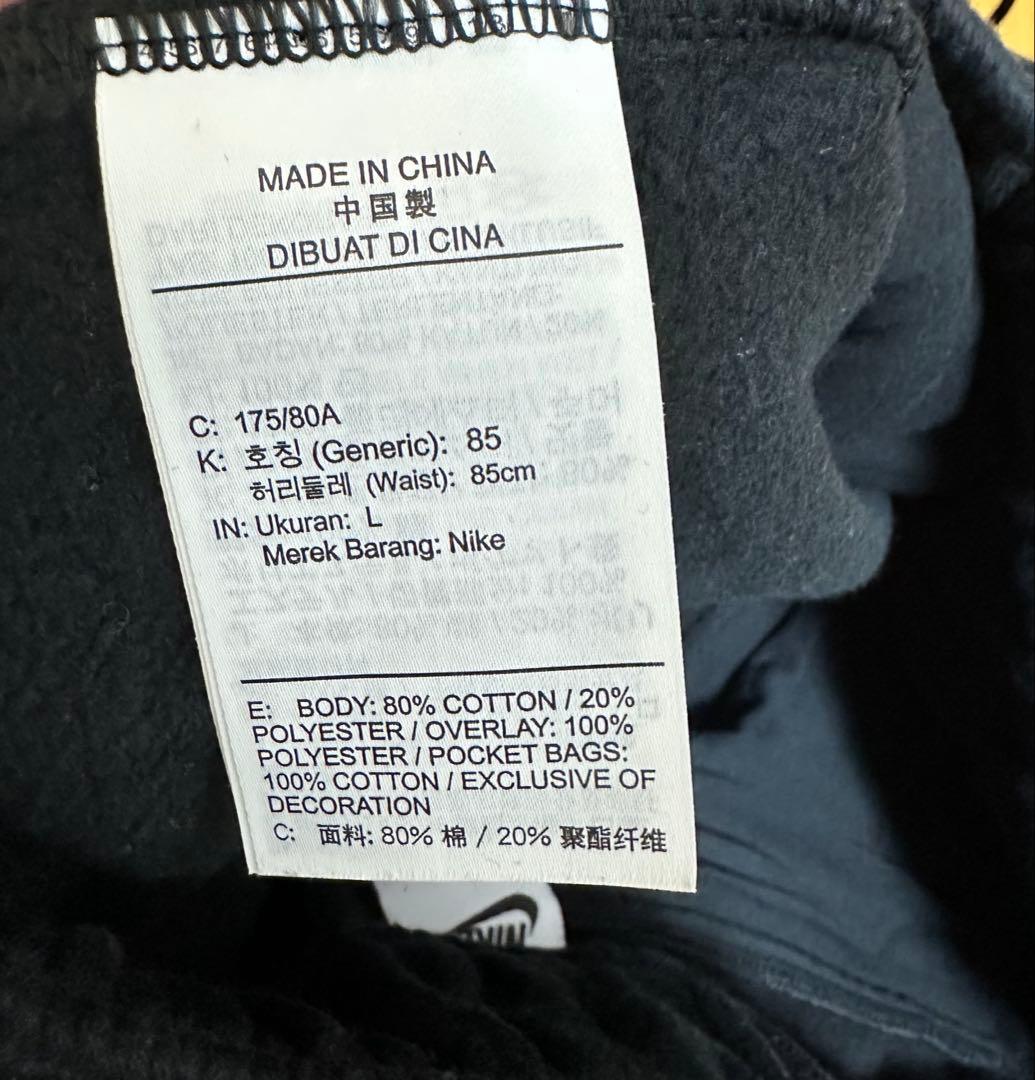 MADE IN CHINA
中国製
DIBUAT DI CINA
C: 175/80A
K: 호칭 (Generic): 85
허리둘레 (Waist): 85cm
IN: Ukuran: L
Merek Barang: Nike
E: BODY: 80% COTTON / 20%
POLYESTER / OVERLAY: 100%
POLYESTER / POCKET BAGS:
100% COTTON / EXCLUSIVE OF
DECORATION
C: 面料: 80% 棉 / 20% 聚酯纤维